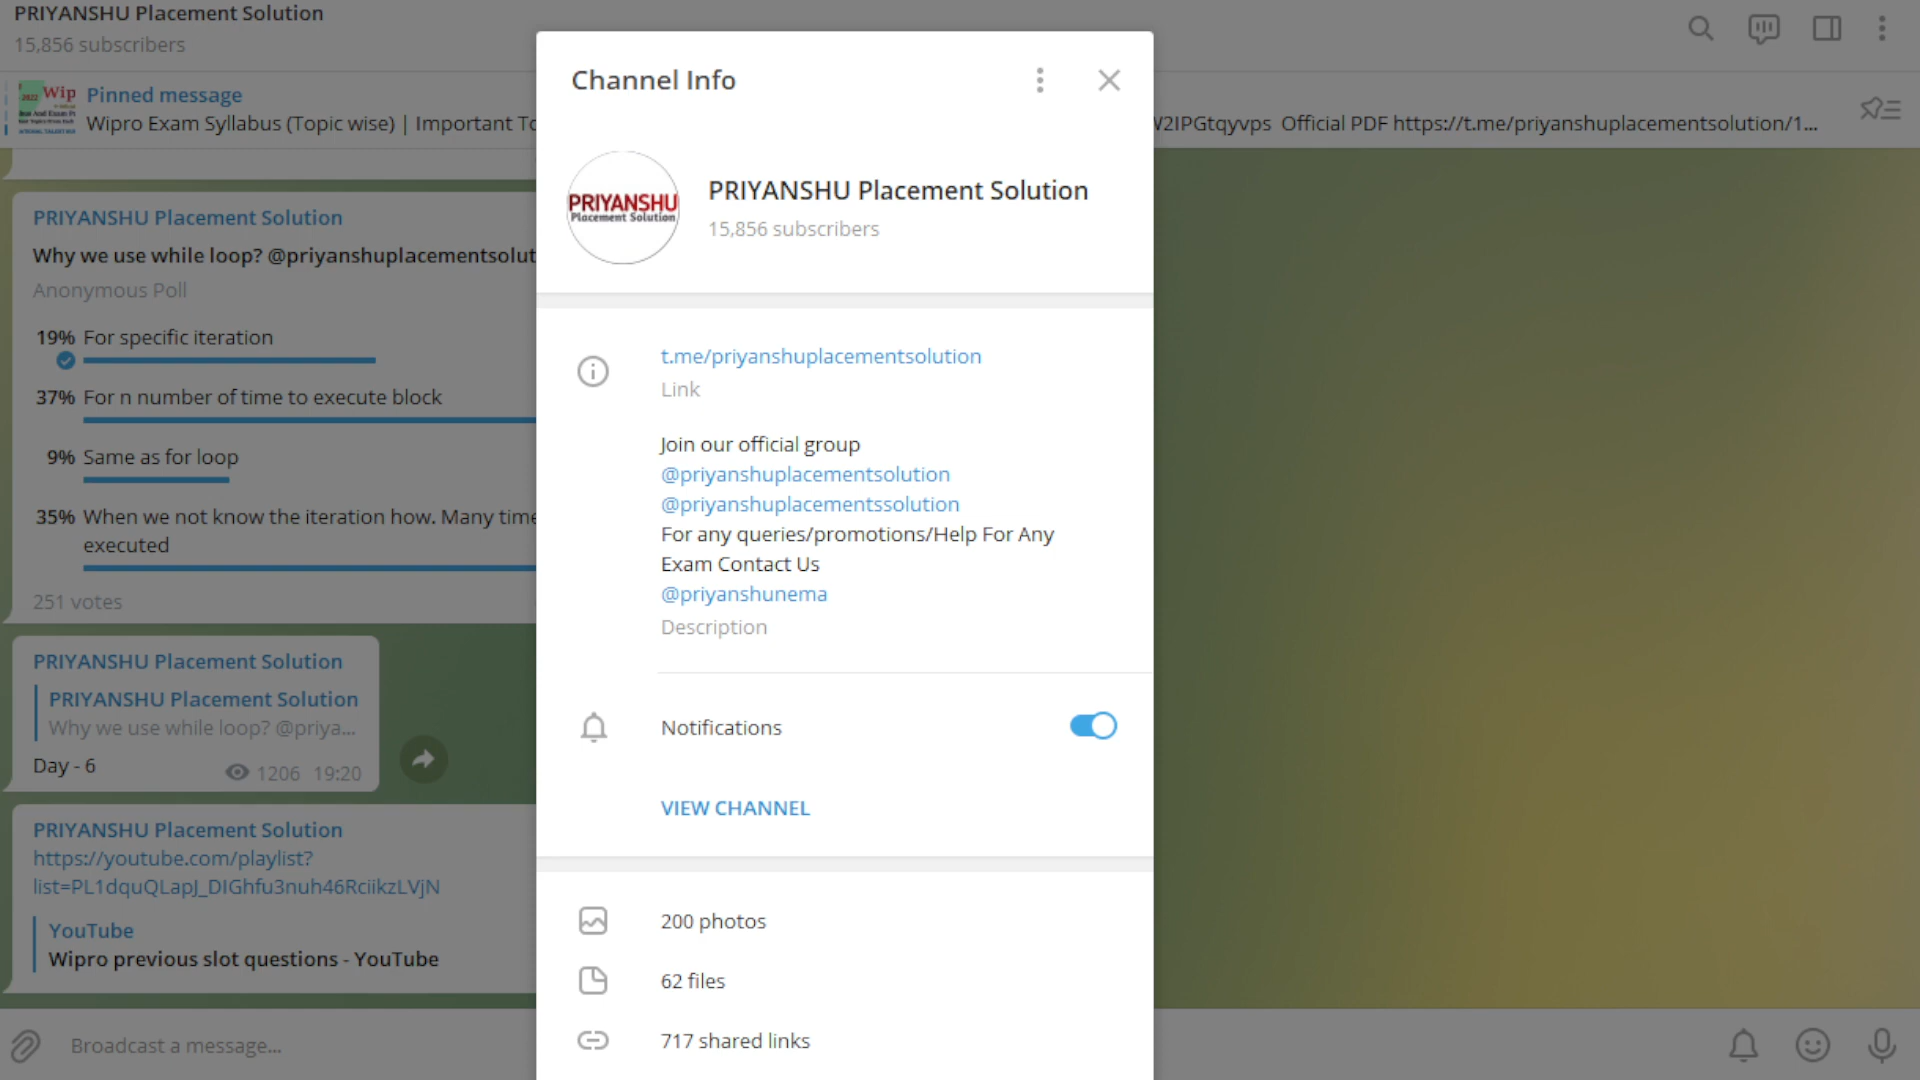 PRIYANSHU Placement Solution
15,856 subscribers
Pinned message
Wipro Exam Syllabus (Topic wise) | Important
W2IPGtqyvps Official PDF https://t.me/priyanshuplacementsolution/1...
Channel Info
PRIYANSHU
Placement Solution
PRIYANSHU Placement Solution
15,856 subscribers
t.me/priyanshuplacementsolution
Link
Join our official group
@priyanshuplacementsolution
@priyanshuplacementssolution
For any queries/promotions/Help For Any
Exam Contact Us
@priyanshunema
Description
Notifications
VIEW CHANNEL
200 photos
62 files
717 shared links
PRIYANSHU Placement Solution
Why we use while loop? @priyanshuplacementsolut
Anonymous Poll
19% For specific iteration
37% For n number of time to execute block
9% Same as for loop
35% When we not know the iteration how. Many time
executed
251 votes
PRIYANSHU Placement Solution
PRIYANSHU Placement Solution
Why we use while loop? @priya...
Day - 6
1206 19:20
PRIYANSHU Placement Solution
https://youtube.com/playlist?
list=PL1dquQLapJ_DIGhfu3nuh46RciikzLVjN
YouTube
Wipro previous slot questions - YouTube
Broadcast a message...